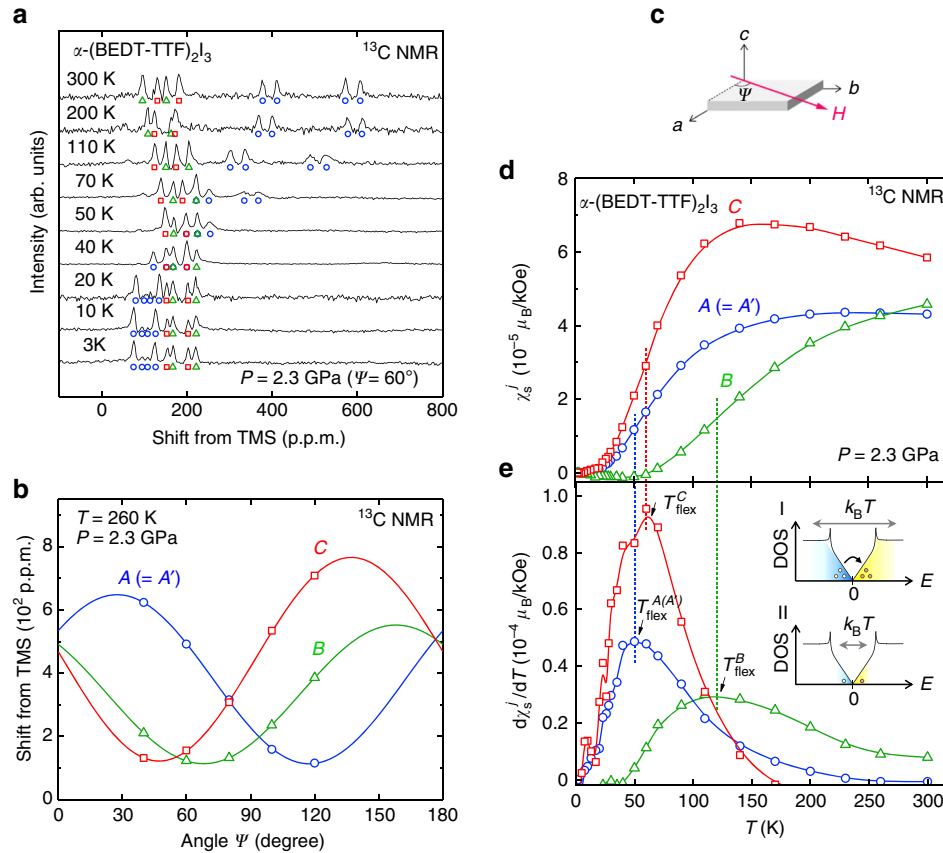 a
α-(BEDT-TTF)₂I₃
¹³C NMR
300 K
200 K
110 K
70 K
50 K
40 K
20 K
10 K
3K
P = 2.3 GPa (Ψ= 60°)
Intensity (arb. units)
0 200 400 600 800
Shift from TMS (p.p.m.)
b
T = 260 K
P = 2.3 GPa
¹³C NMR
A (= A′)
C
B
Shift from TMS (10² p.p.m.)
10
8
6
4
2
0
0 30 60 90 120 150 180
Angle Ψ (degree)
c
c
Ψ
a
b
H
d
α-(BEDT-TTF)₂I₃
¹³C NMR
C
A (= A′)
B
χₛʲ (10⁻⁵ μB/kOe)
8
6
4
2
0
P = 2.3 GPa
e
T^C_flex
T^A(A′)_flex
T^B_flex
dχₛʲ/dT (10⁻⁴ μB/kOe)
1.0
0.8
0.6
0.4
0.2
0
0 50 100 150 200 250 300
T (K)
I
kBT
DOS
0
E
II
kBT
DOS
0
E